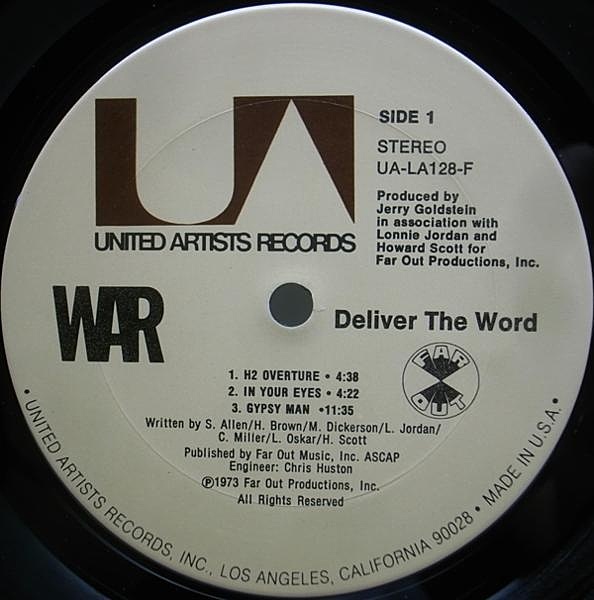 UA
UNITED ARTISTS RECORDS
SIDE 1
STEREO
UA-LA128-F
Produced by
Jerry Goldstein
in association with
Lonnie Jordan and
Howard Scott for
Far Out Productions, Inc.
WAR
Deliver The Word
FAR
OUT
1. H2 OVERTURE • 4:38
2. IN YOUR EYES • 4:22
3. GYPSY MAN •11:35
Written by S. Allen/H. Brown/M. Dickerson/L. Jordan/
C. Miller/L. Oskar/H. Scott
Published by Far Out Music, Inc. ASCAP
Engineer: Chris Huston
℗1973 Far Out Productions, Inc.
All Rights Reserved
• UNITED ARTISTS RECORDS, INC., LOS ANGELES, CALIFORNIA 90028 • MADE IN U.S.A. •